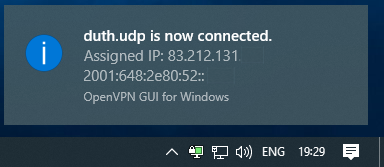 duth.udp is now connected.
Assigned IP: 83.212.131.
2001:648:2e80:52::
OpenVPN GUI for Windows
ENG
19:29